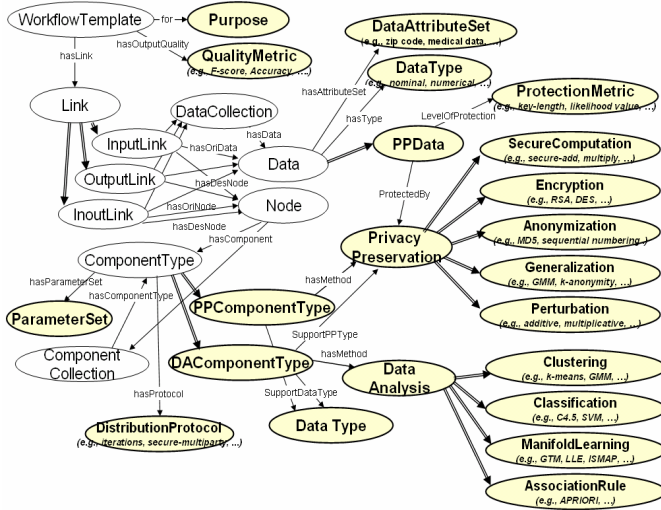 WorkflowTemplate
for
Purpose
hasOutputQuality
hasLink
QualityMetric
(e.g., F-score, Accuracy, ...)
DataAttributeSet
(e.g., zip code, medical data, ...)
DataType
(e.g., nominal, numerical, ...)
ProtectionMetric
(e.g., key-length, likelihood value, ...)
hasAttributeSet
hasType
LevelOfProtection
Link
DataCollection
InputLink
hasOriData
hasData
Data
PPData
OutputLink
hasDesNode
InoutLink
hasOriNode
hasDesNode
Node
hasComponent
ProtectedBy
SecureComputation
(e.g., secure-add, multiply, ...)
Encryption
(e.g., RSA, DES, ...)
Anonymization
(e.g., MD5, sequential numbering..)
Generalization
(e.g., GMM, k-anonymity, ...)
Perturbation
(e.g., additive, multiplicative, ...)
Privacy
Preservation
ComponentType
hasParameterSet
hasComponentType
hasMethod
ParameterSet
PPComponentType
SupportPPType
Component
Collection
DAComponentType
hasMethod
Data
Analysis
hasProtocol
SupportDataType
DistributionProtocol
(e.g., iterations, secure-multiparty, ...)
Data Type
Clustering
(e.g., k-means, GMM, ...)
Classification
(e.g., C4.5, SVM, ...)
ManifoldLearning
(e.g., GTM, LLE, ISMAP, ...)
AssociationRule
(e.g., APRIORI, ...)